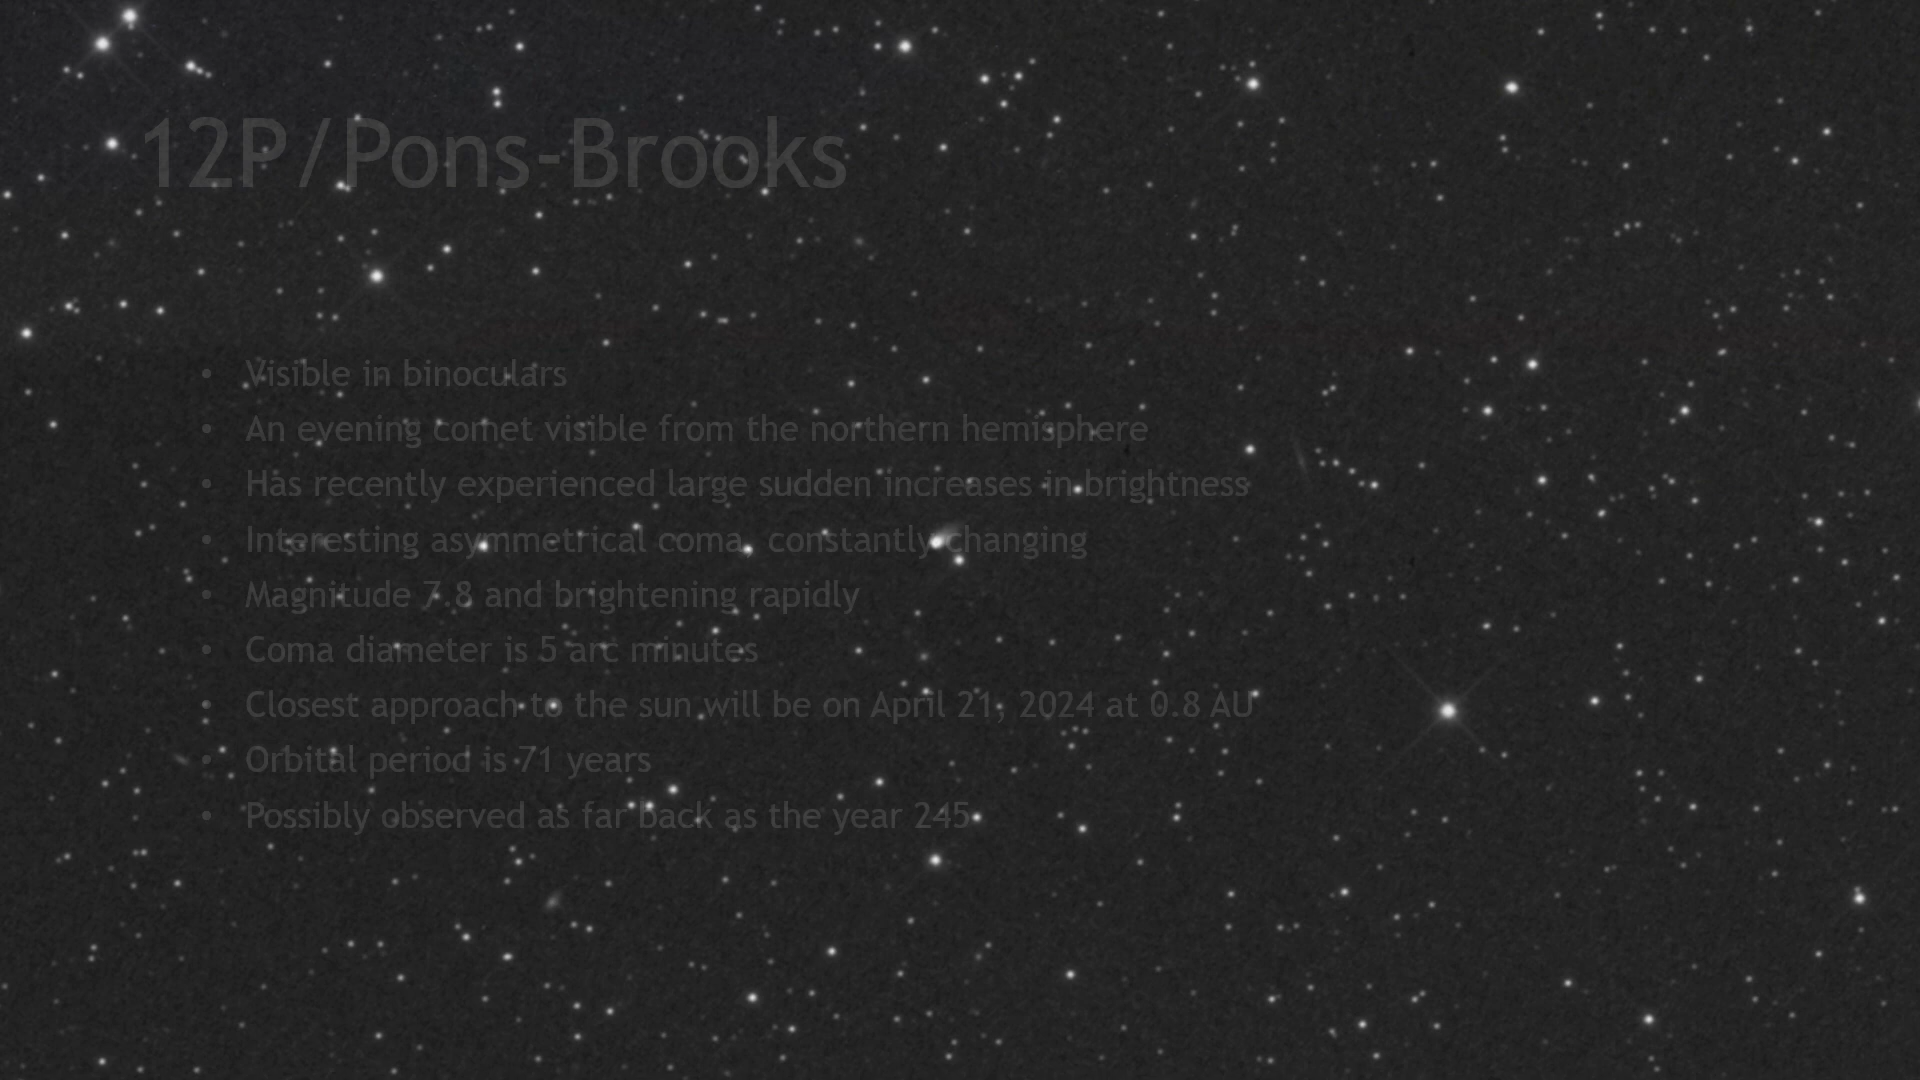 12P/Pons-Brooks
• Visible in binoculars
• An evening comet visible from the northern hemisphere
• Has recently experienced large sudden increases in brightness
• Interesting asymmetrical coma, constantly changing
• Magnitude 7.8 and brightening rapidly
• Coma diameter is 5 arc minutes
• Closest approach to the sun will be on April 21, 2024 at 0.8 AU
• Orbital period is 71 years
• Possibly observed as far back as the year 245